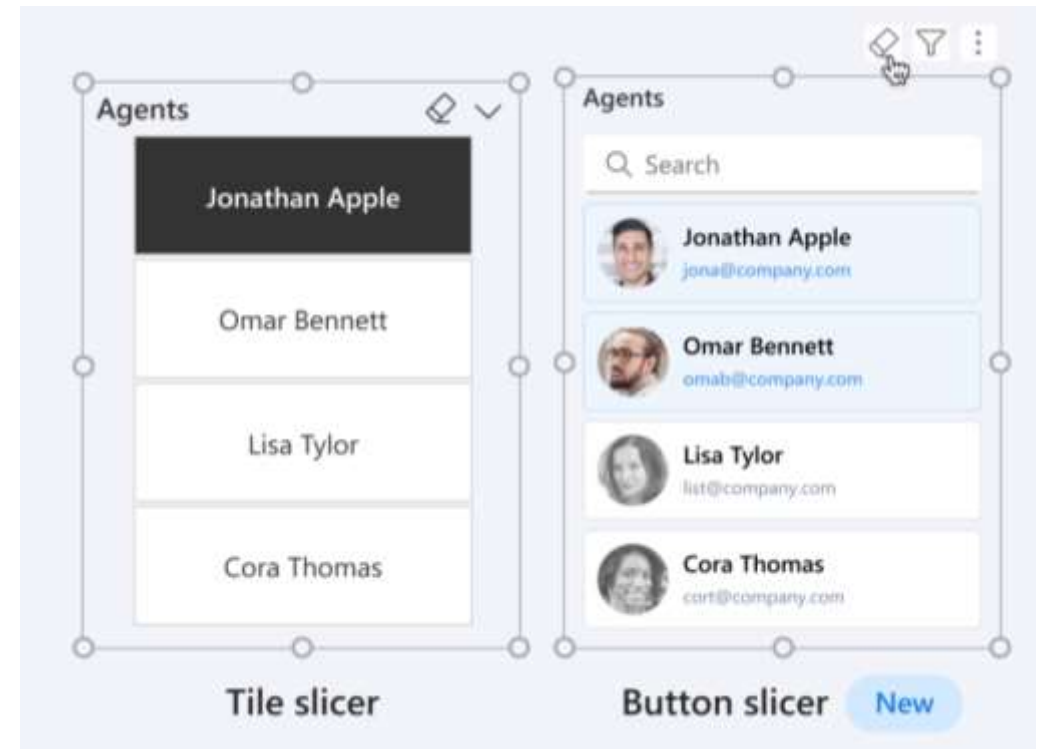 Agents
Jonathan Apple
Omar Bennett
Lisa Tylor
Cora Thomas
Tile slicer
Agents
Search
Jonathan Apple
jona@company.com
Omar Bennett
omab@company.com
Lisa Tylor
list@company.com
Cora Thomas
cort@company.com
Button slicer
New